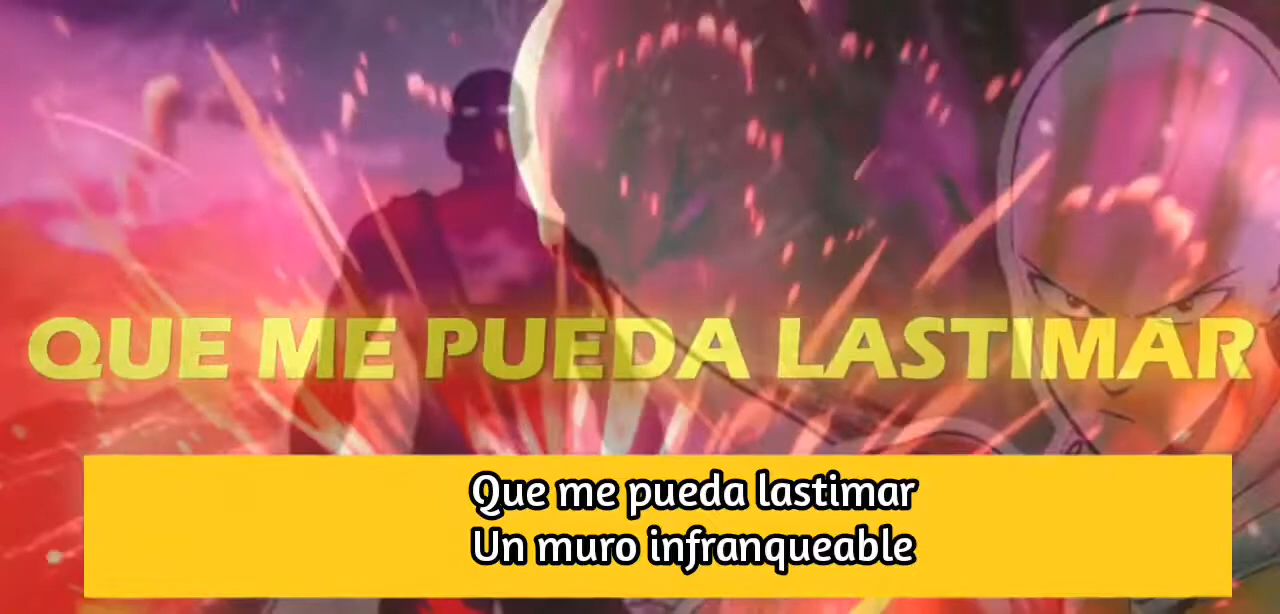 QUE ME PUEDA LASTIMAR
Que me pueda lastimar
Un muro infranqueable